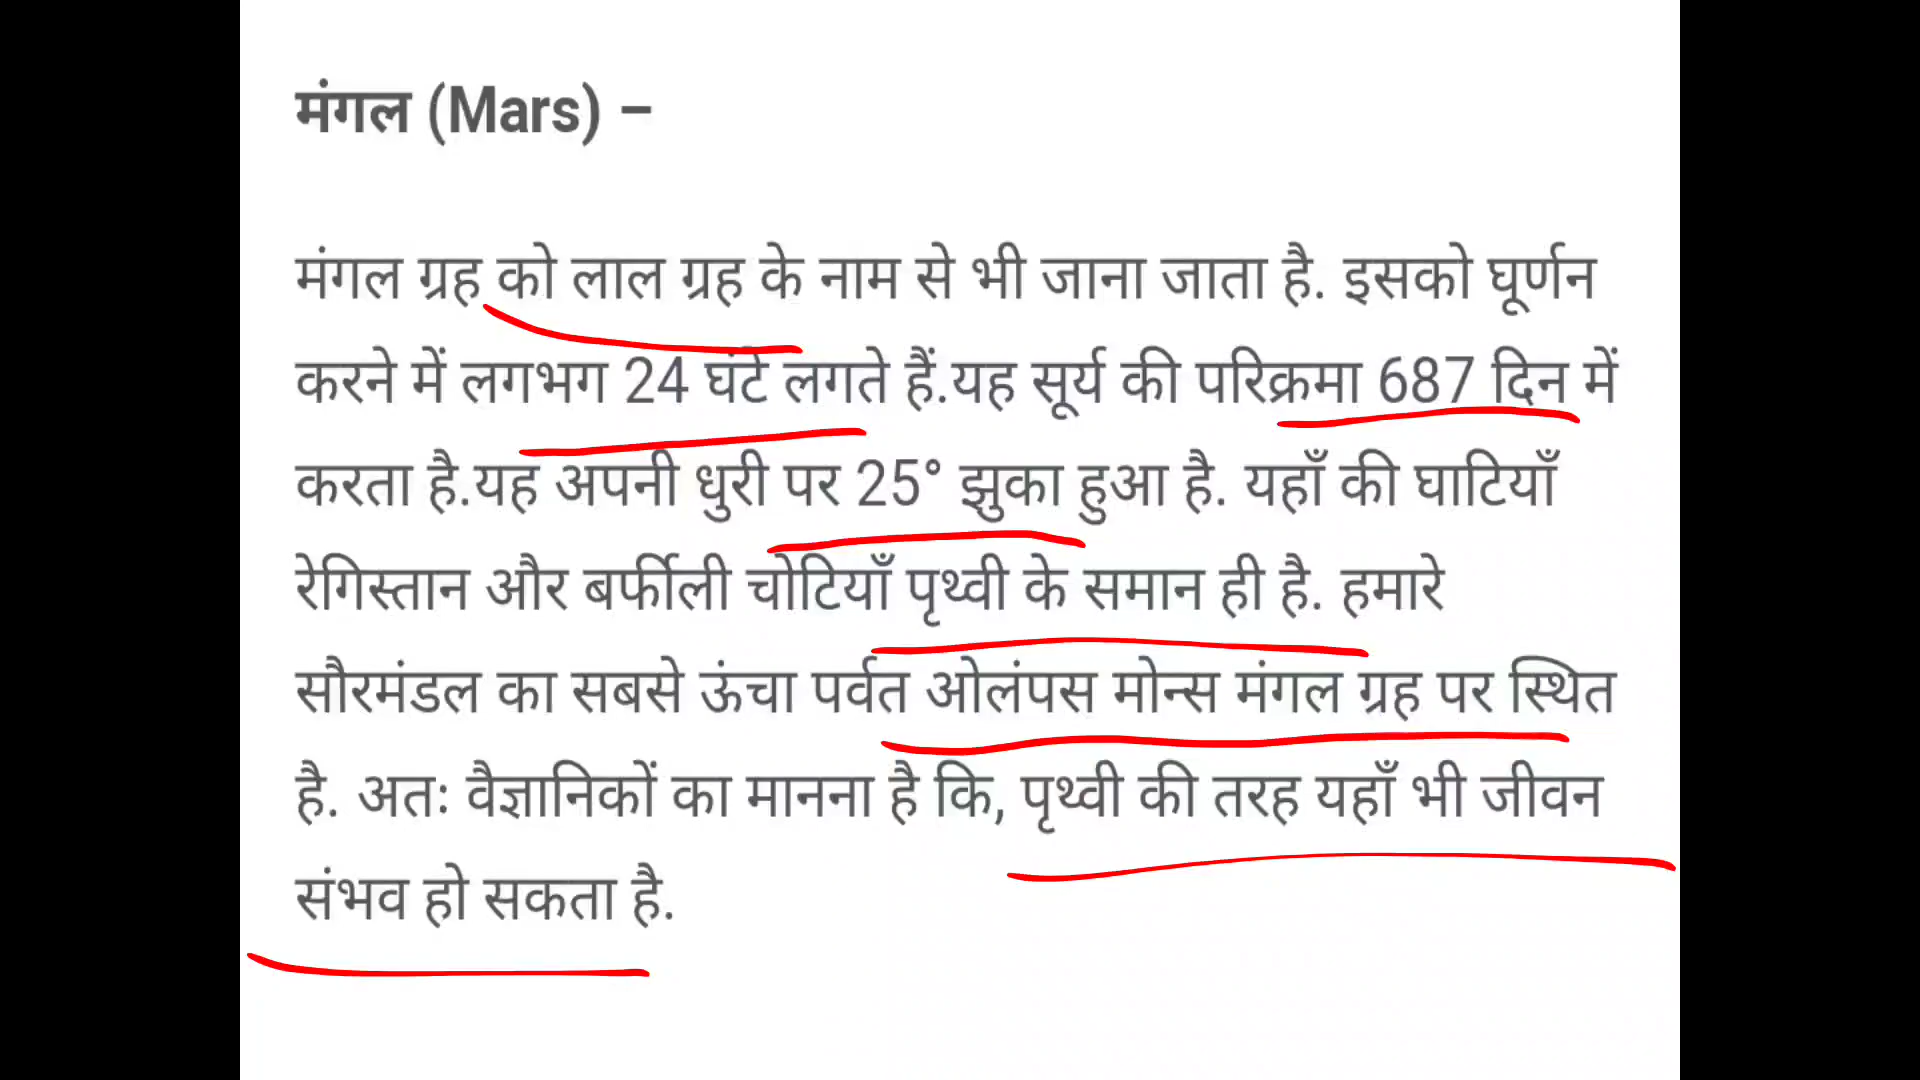 मंगल (Mars) –
मंगल ग्रह को लाल ग्रह के नाम से भी जाना जाता है. इसको घूर्णन
करने में लगभग 24 घंटे लगते हैं.यह सूर्य की परिक्रमा 687 दिन में
करता है.यह अपनी धुरी पर 25° झुका हुआ है. यहाँ की घाटियाँ
रेगिस्तान और बर्फीली चोटियाँ पृथ्वी के समान ही है. हमारे
सौरमंडल का सबसे ऊंचा पर्वत ओलंपस मोन्स मंगल ग्रह पर स्थित
है. अतः वैज्ञानिकों का मानना है कि, पृथ्वी की तरह यहाँ भी जीवन
संभव हो सकता है.